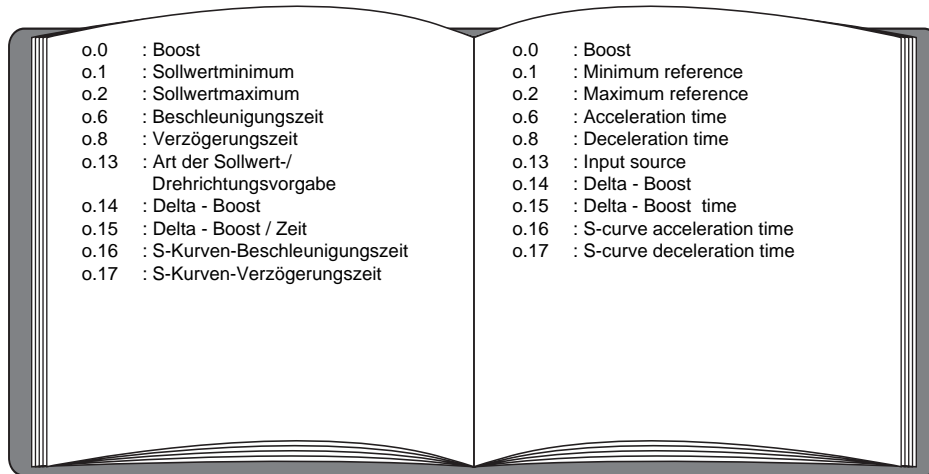 o.0 : Boost
o.1 : Sollwertminimum
o.2 : Sollwertmaximum
o.6 : Beschleunigungszeit
o.8 : Verzögerungszeit
o.13 : Art der Sollwert-/
Drehrichtungsvorgabe
o.14 : Delta - Boost
o.15 : Delta - Boost / Zeit
o.16 : S-Kurven-Beschleunigungszeit
o.17 : S-Kurven-Verzögerungszeit
o.0 : Boost
o.1 : Minimum reference
o.2 : Maximum reference
o.6 : Acceleration time
o.8 : Deceleration time
o.13 : Input source
o.14 : Delta - Boost
o.15 : Delta - Boost time
o.16 : S-curve acceleration time
o.17 : S-curve deceleration time